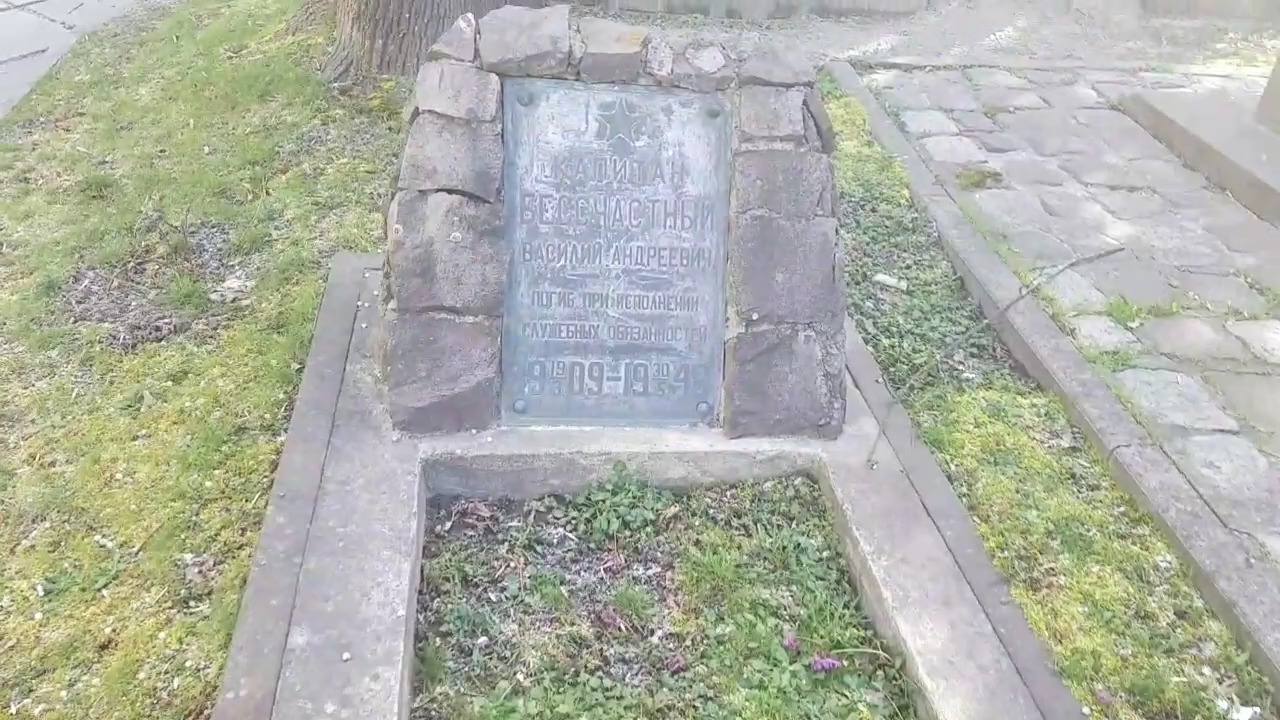 КАПИТАН
БЕССЧАСТНЫЙ
ВАСИЛИЙ АНДРЕЕВИЧ
ПОГИБ ПРИ ИСПОЛНЕНИИ
СЛУЖЕБНЫХ ОБЯЗАННОСТЕЙ